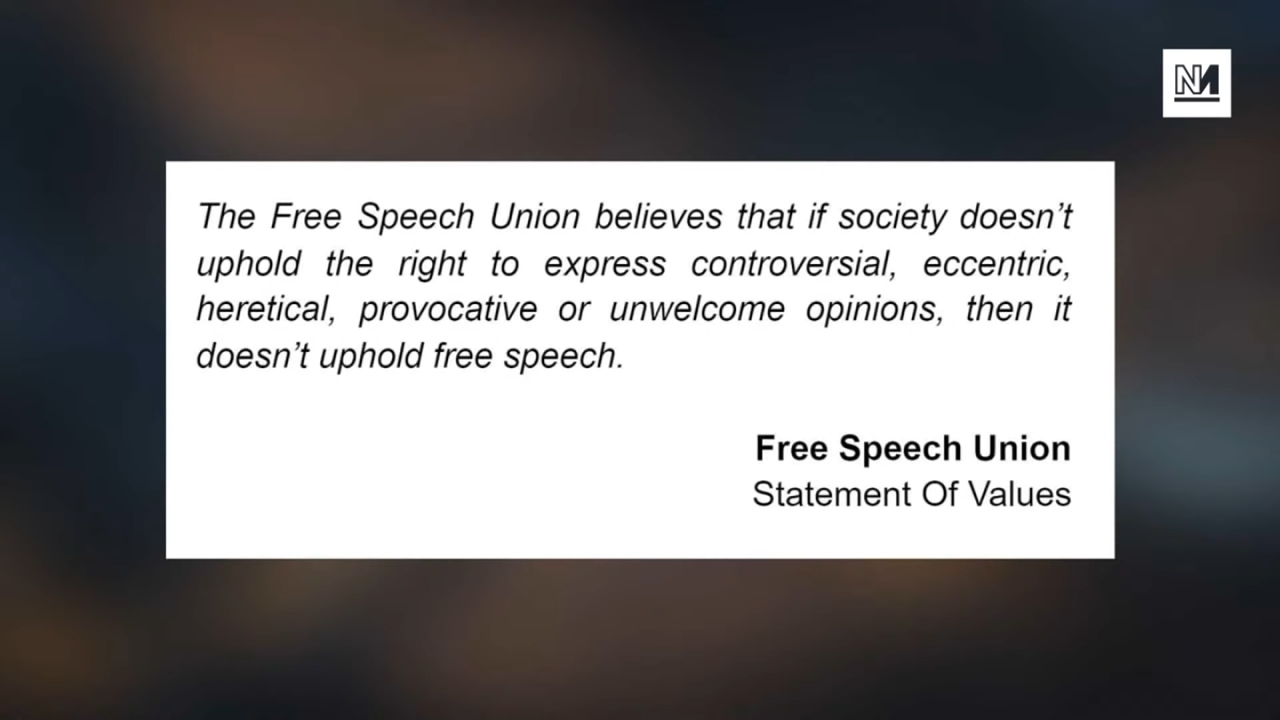 NM
The Free Speech Union believes that if society doesn’t
uphold the right to express controversial, eccentric,
heretical, provocative or unwelcome opinions, then it
doesn’t uphold free speech.
Free Speech Union
Statement Of Values